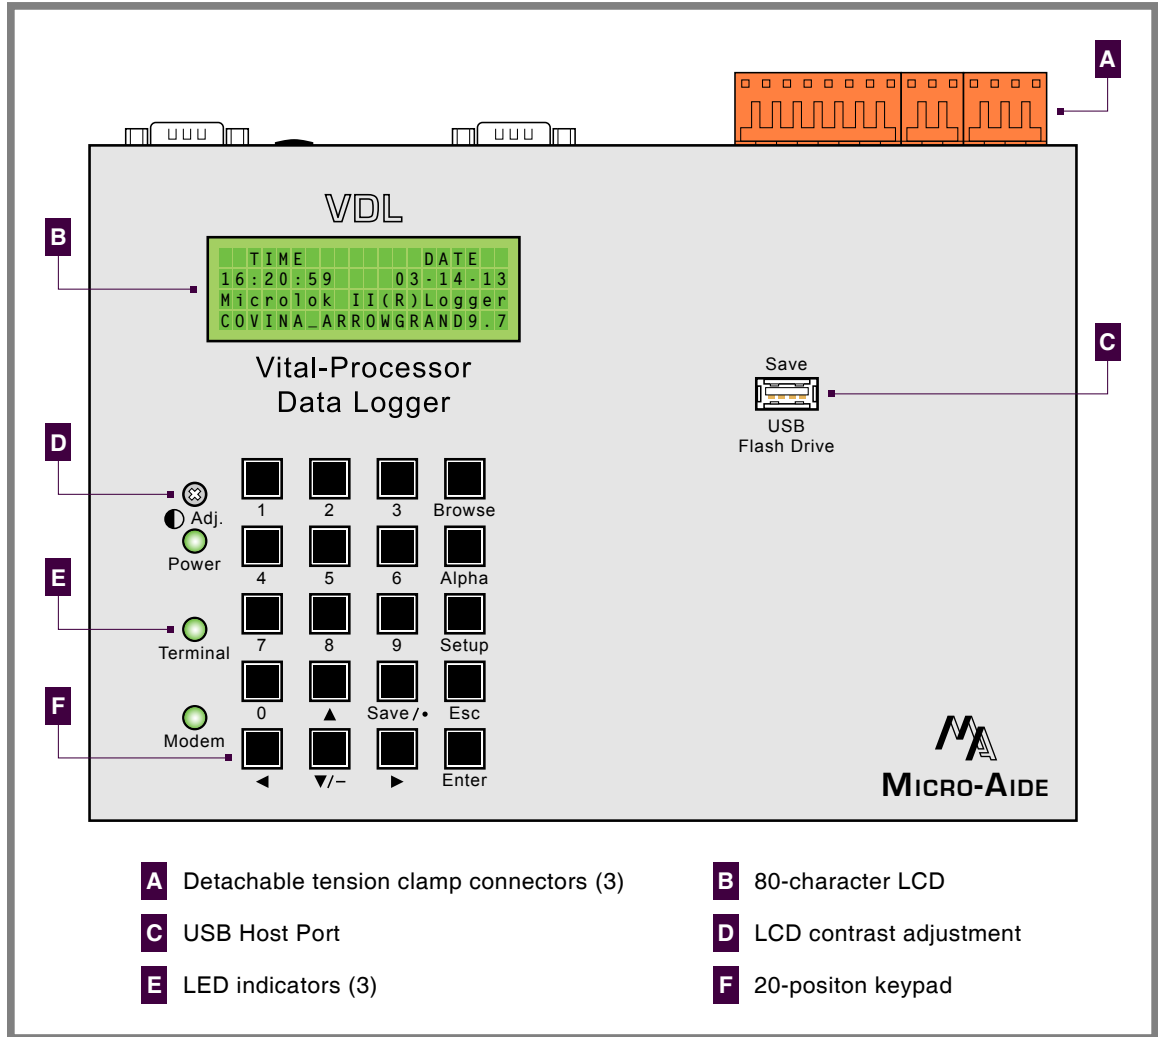 A
VDL
B
TIME DATE
16:20:59 03-14-13
Microlok II(R)Logger
COVINA_ARROWGRAND9.7
C
Vital-Processor
Data Logger
Save
USB
Flash Drive
D
Adj.
1 2 3 Browse
Power
4 5 6 Alpha
E
Terminal
7 8 9 Setup
F
0 ▲ Save/• Esc
Modem
◀ ▼/– ▶ Enter
MA
MICRO-AIDE
A Detachable tension clamp connectors (3)
B 80-character LCD
C USB Host Port
D LCD contrast adjustment
E LED indicators (3)
F 20-positon keypad